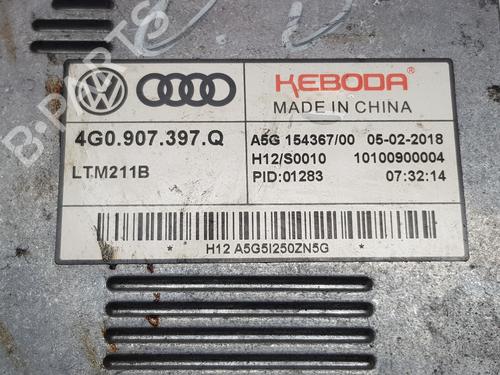 KEBODA
MADE IN CHINA
4G0.907.397.Q
LTM211B
A5G 154367/00 05-02-2018
H12/S0010 10100900004
PID:01283 07:32:14
* H12 A5G5I250ZN5G *
B-PARTS